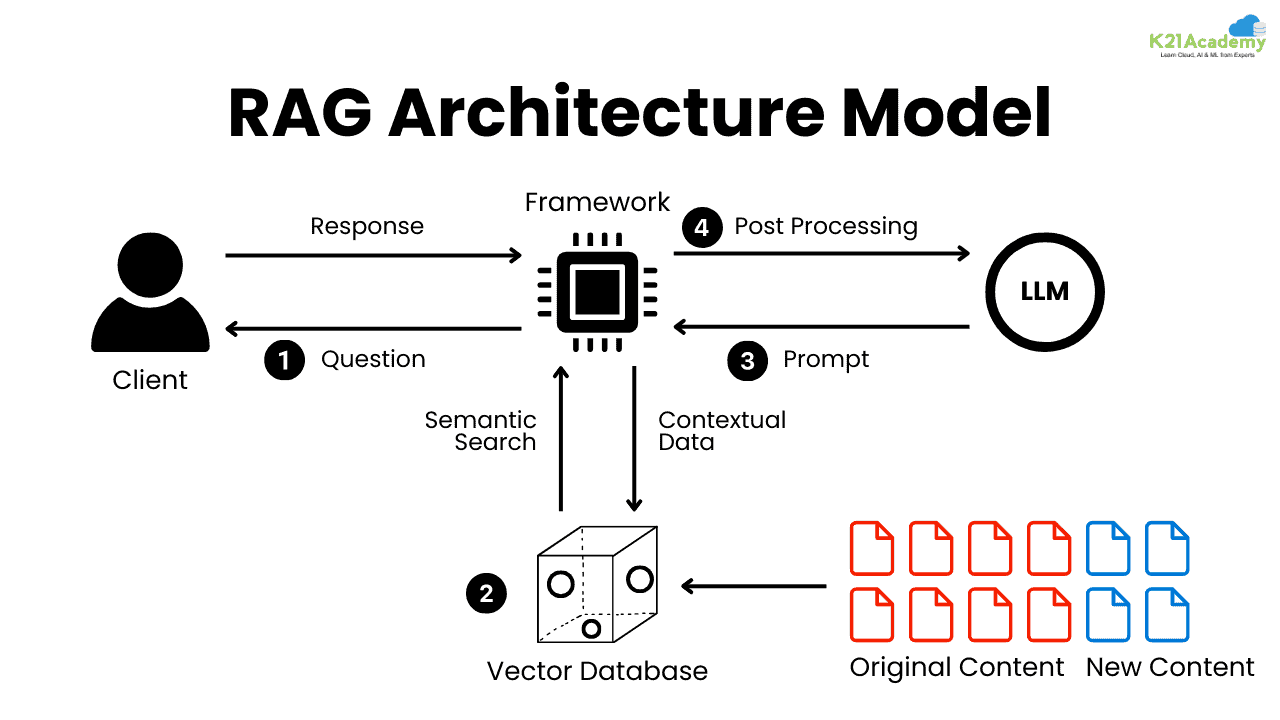 K21Academy
Learn Cloud, AI & ML from Experts
RAG Architecture Model
Framework
Response
4 Post Processing
LLM
1 Question
3 Prompt
Client
Semantic
Search
Contextual
Data
2
Vector Database
Original Content
New Content